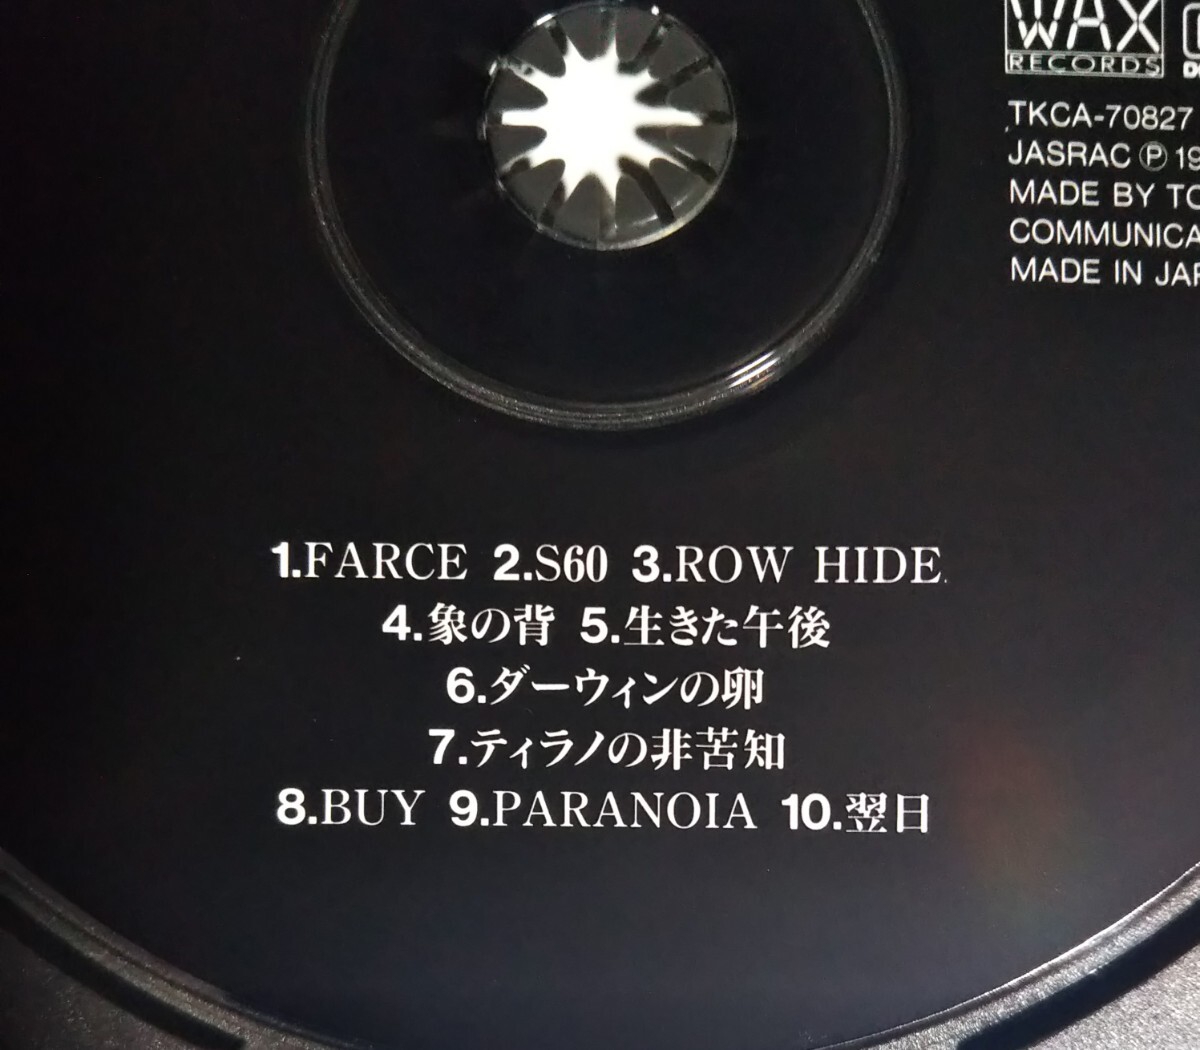 WAX
RECORDS
TKCA-70827
JASRAC Ⓟ 19
MADE BY TO
COMMUNICA
MADE IN JAP
1.FARCE 2.S60 3.ROW HIDE
4.象の背 5.生きた午後
6.ダーウィンの卵
7.ティラノの非苦知
8.BUY 9.PARANOIA 10.翌日